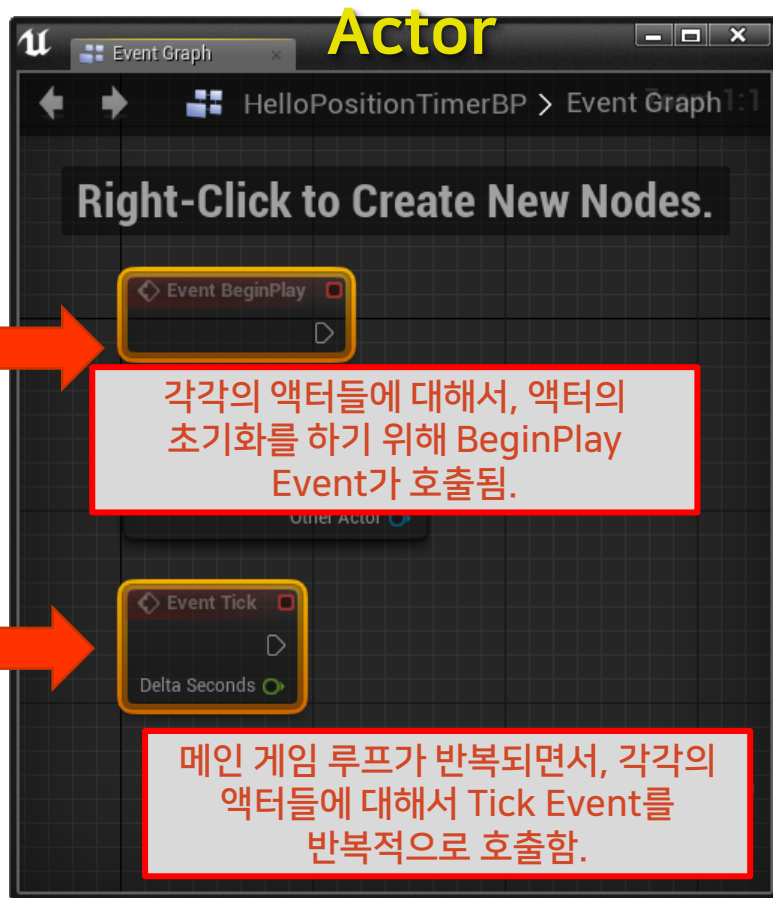 Actor
Event Graph
HelloPositionTimerBP > Event Graph
Zoom 1:1
Right-Click to Create New Nodes.
Event BeginPlay
각각의 액터들에 대해서, 액터의
초기화를 하기 위해 BeginPlay
Event가 호출됨.
Other Actor
Event Tick
Delta Seconds
메인 게임 루프가 반복되면서, 각각의
액터들에 대해서 Tick Event를
반복적으로 호출함.